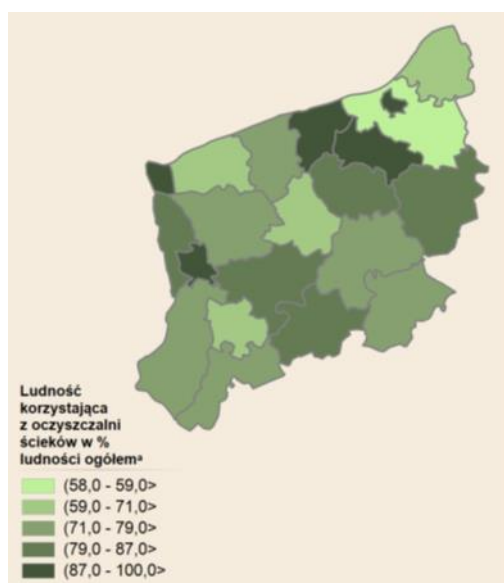 Ludność
korzystająca
z oczyszczalni
ścieków w %
ludności ogółemᵃ
(58,0 - 59,0>
(59,0 - 71,0>
(71,0 - 79,0>
(79,0 - 87,0>
(87,0 - 100,0>